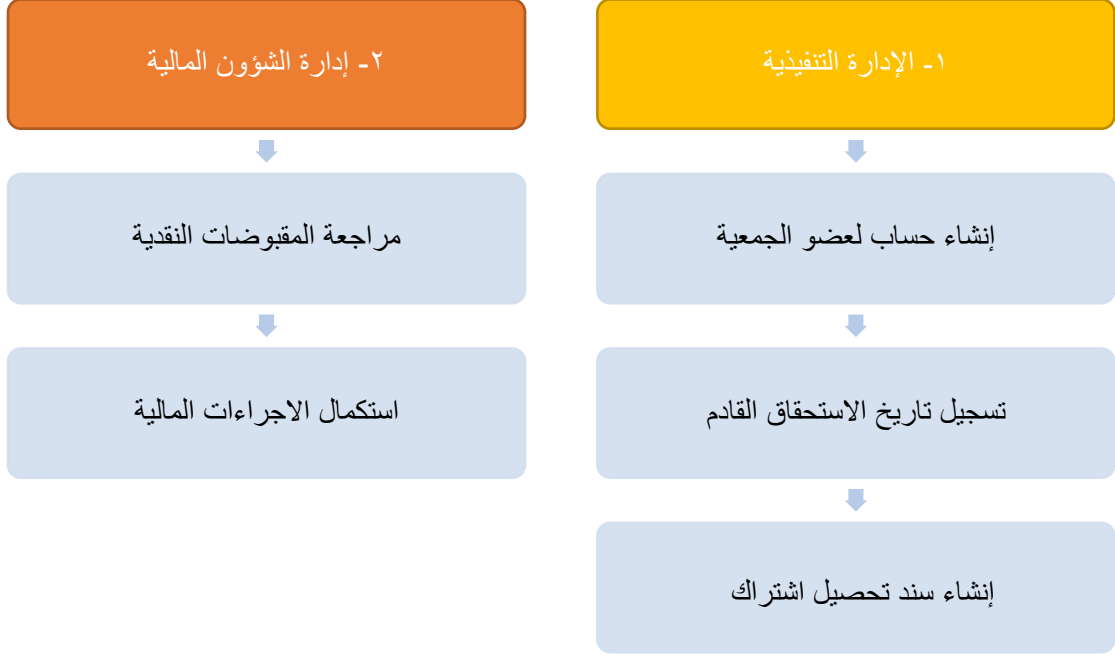 ١- الإدارة التنفيذية
إنشاء حساب لعضو الجمعية
تسجيل تاريخ الاستحقاق القادم
إنشاء سند تحصيل اشتراك
٢- إدارة الشؤون المالية
مراجعة المقبوضات النقدية
استكمال الاجراءات المالية